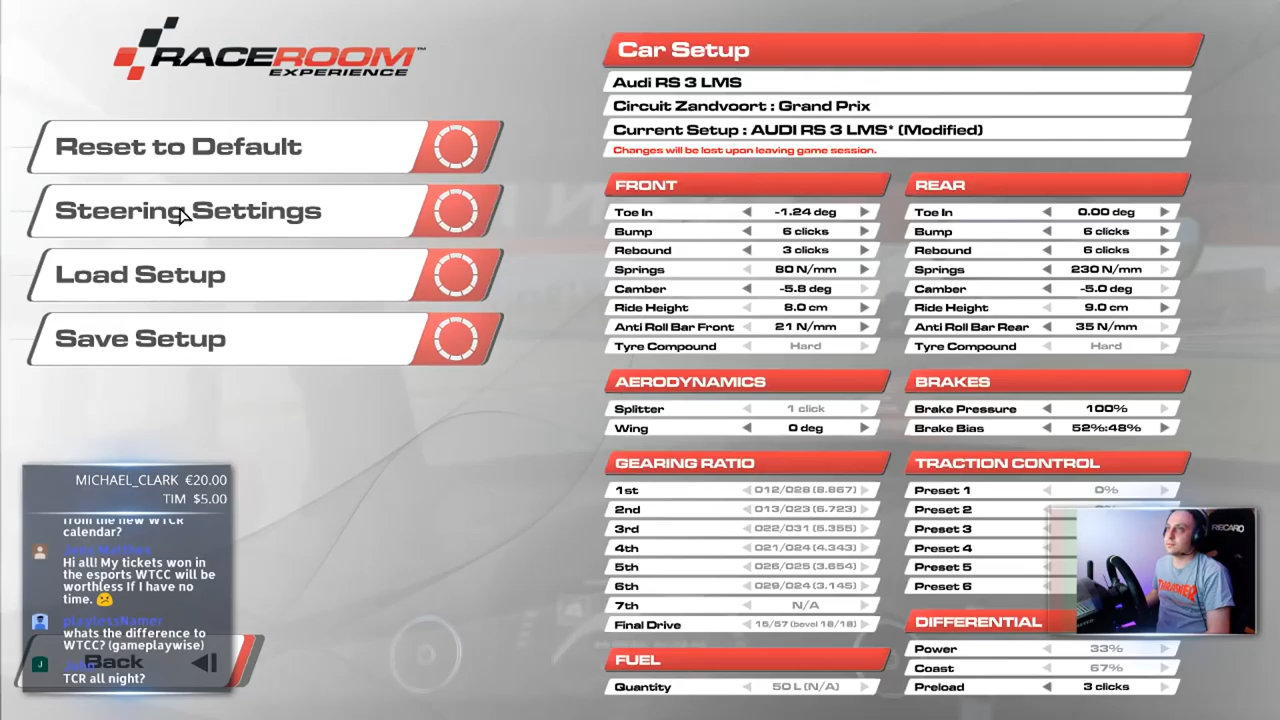 RACEROOM™
EXPERIENCE
Reset to Default
Steering Settings
Load Setup
Save Setup
Car Setup
Audi RS 3 LMS
Circuit Zandvoort : Grand Prix
Current Setup : AUDI RS 3 LMS* (Modified)
Changes will be lost upon leaving game session.
FRONT
Toe In -1.24 deg
Bump 6 clicks
Rebound 3 clicks
Springs 80 N/mm
Camber -5.8 deg
Ride Height 8.0 cm
Anti Roll Bar Front 21 N/mm
Tyre Compound Hard
REAR
Toe In 0.00 deg
Bump 6 clicks
Rebound 6 clicks
Springs 230 N/mm
Camber -5.0 deg
Ride Height 9.0 cm
Anti Roll Bar Rear 35 N/mm
Tyre Compound Hard
AERODYNAMICS
Splitter 1 click
Wing 0 deg
BRAKES
Brake Pressure 100%
Brake Bias 52%:48%
GEARING RATIO
1st 012/028 (8.867)
2nd 013/023 (6.723)
3rd 022/031 (5.355)
4th 021/024 (4.343)
5th 026/025 (3.654)
6th 029/024 (3.145)
7th N/A
Final Drive 15/57 (bevel 18/18)
TRACTION CONTROL
Preset 1 0%
Preset 2
Preset 3
Preset 4
Preset 5
Preset 6
DIFFERENTIAL
Power 33%
Coast 67%
Preload 3 clicks
FUEL
Quantity 50 L (N/A)
MICHAEL_CLARK €20.00
TIM $5.00
from the new WTCR
calendar?
Hi all! My tickets won in
the esports WTCC will be
worthless if I have no
time. 😕
playlessNamer
whats the difference to
WTCC? (gameplaywise)
J
TCR all night?
Back
RECARO
THRASHER